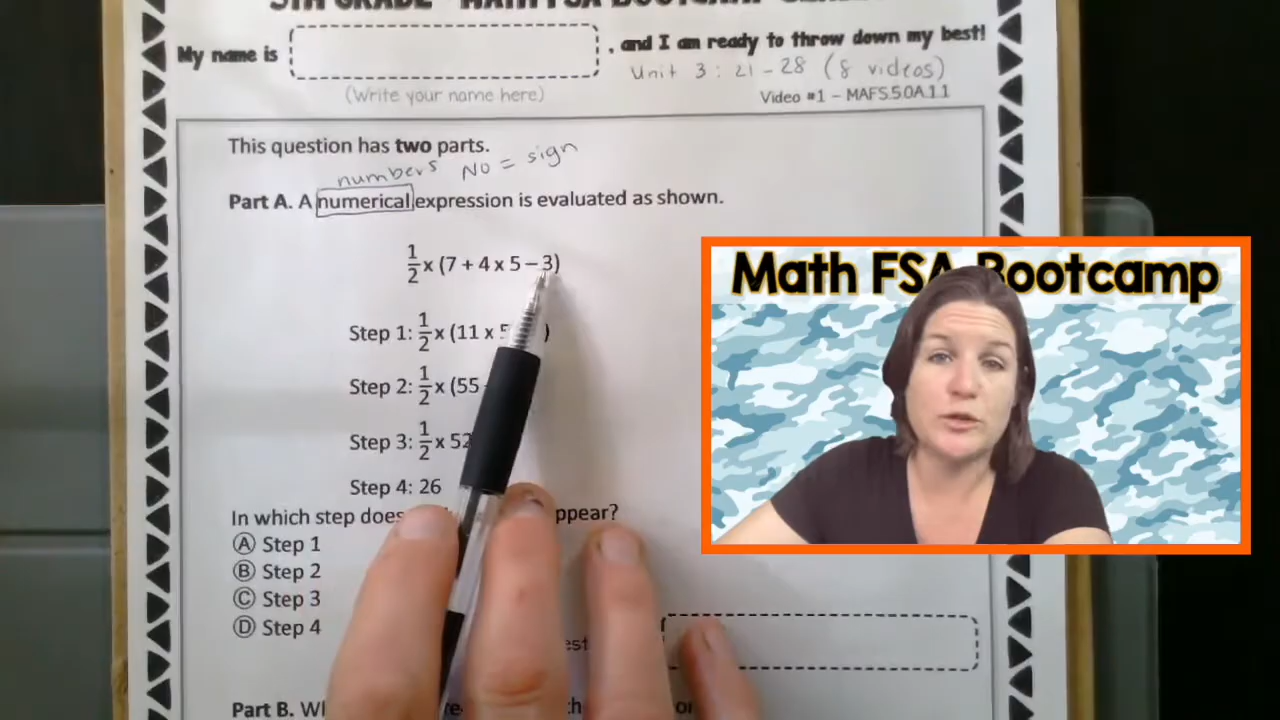 5TH GRADE MATH FSA BOOTCAMP
My name is , and I am ready to throw down my best!
Unit 3: 21-28 (8 videos)
(Write your name here)
Video #1 – MAFS.5.OA.1.1
This question has two parts.
numbers No = sign
Part A. A numerical expression is evaluated as shown.
1/2 x (7 + 4 x 5 – 3)
Step 1: 1/2 x (11 x 5 )
Step 2: 1/2 x (55
Step 3: 1/2 x 52
Step 4: 26
In which step does
Ⓐ Step 1
Ⓑ Step 2
Ⓒ Step 3
Ⓓ Step 4
Part B.
Math FSA Bootcamp